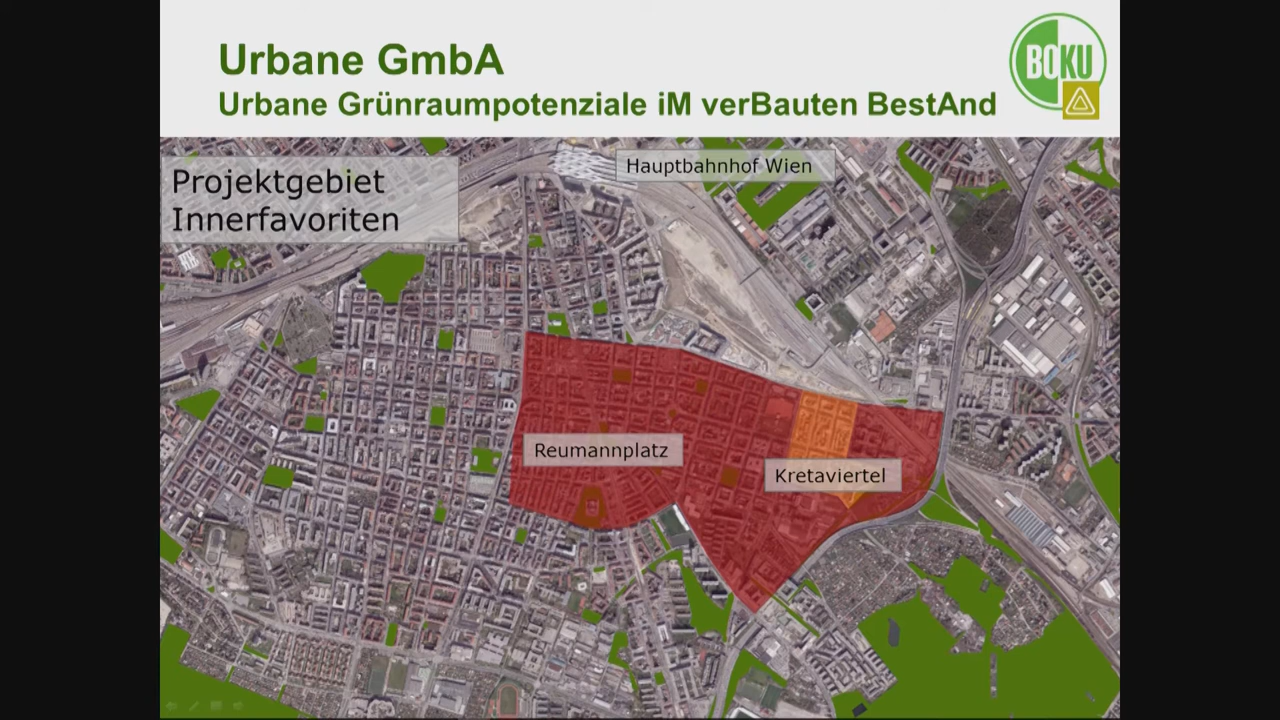 Urbane GmbA
Urbane Grünraumpotenziale iM verBauten BestAnd
BOKU
Projektgebiet
Innerfavoriten
Hauptbahnhof Wien
Reumannplatz
Kretaviertel